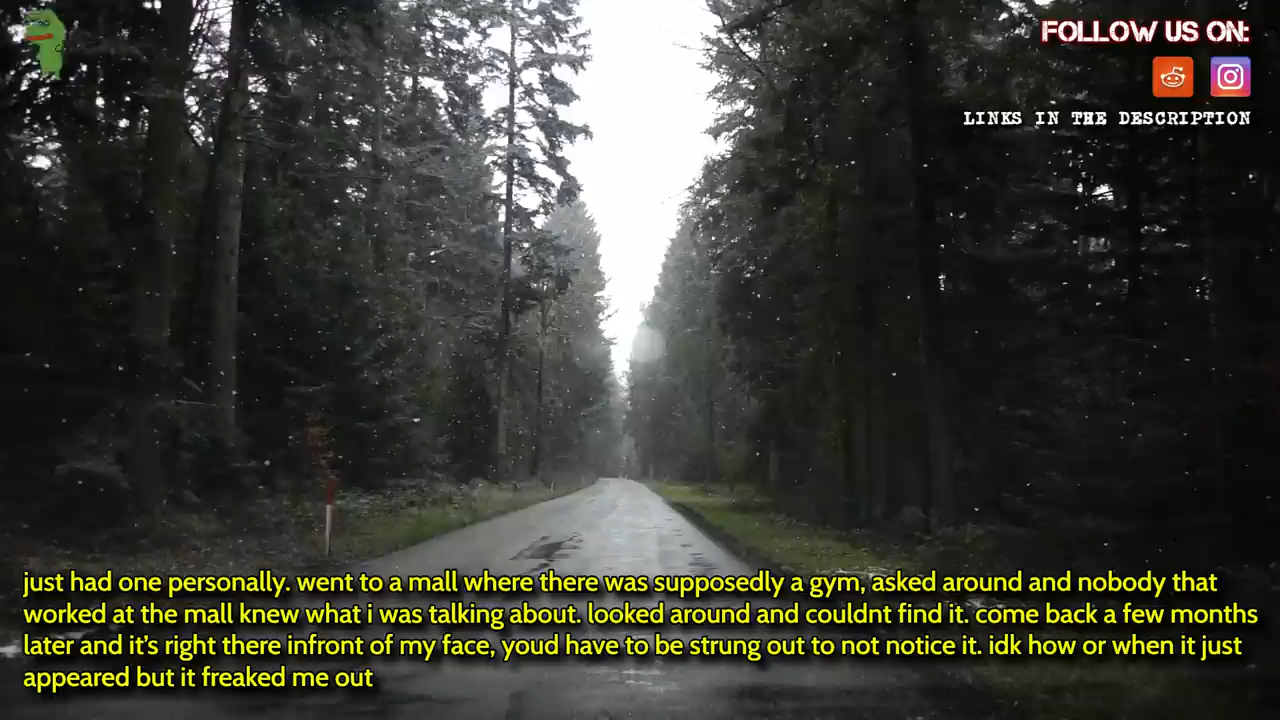 FOLLOW US ON:
LINKS IN THE DESCRIPTION
just had one personally. went to a mall where there was supposedly a gym, asked around and nobody that
worked at the mall knew what i was talking about. looked around and couldnt find it. come back a few months
later and it's right there infront of my face, youd have to be strung out to not notice it. idk how or when it just
appeared but it freaked me out